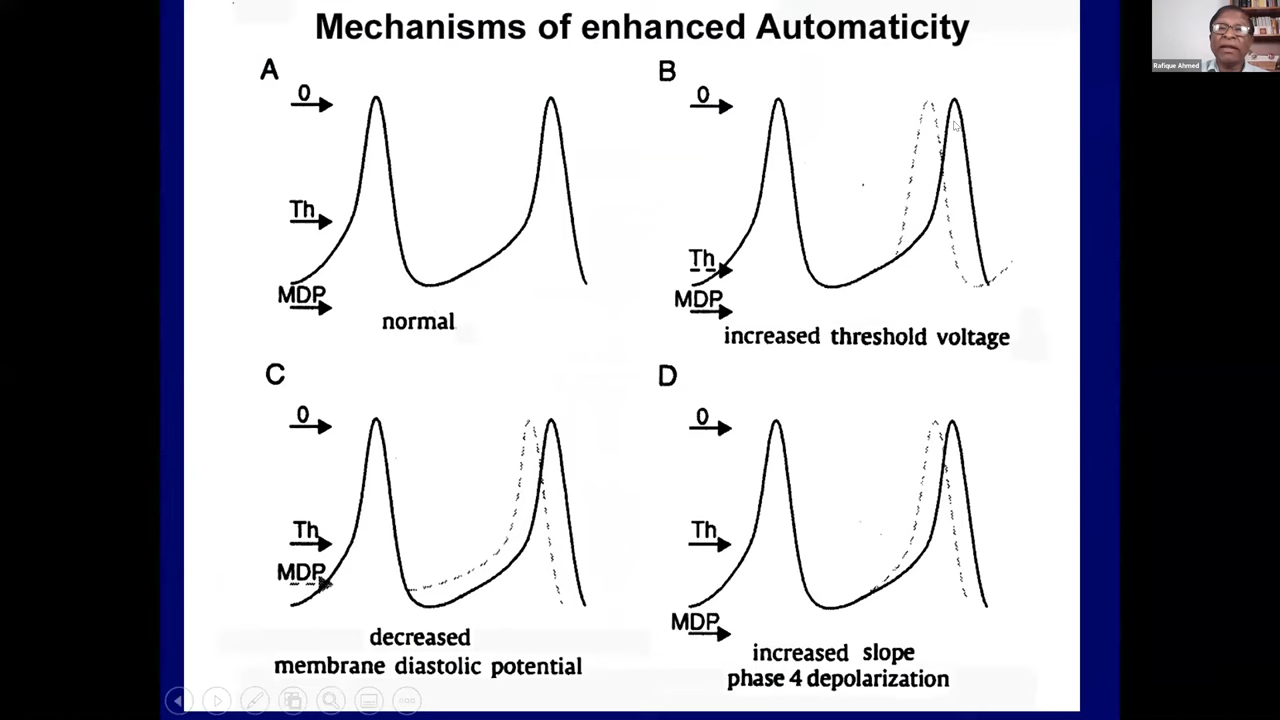 Mechanisms of enhanced Automaticity
Rafique Ahmed
A
0
Th
MDP
normal
B
0
Th
MDP
increased threshold voltage
C
0
Th
MDP
decreased
membrane diastolic potential
D
0
Th
MDP
increased slope
phase 4 depolarization